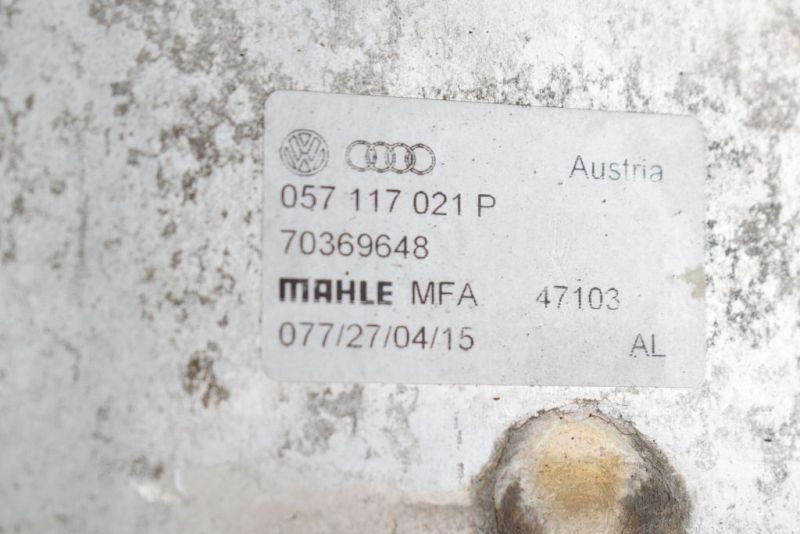 Austria
057 117 021 P
70369648
MAHLE MFA 47103
077/27/04/15 AL